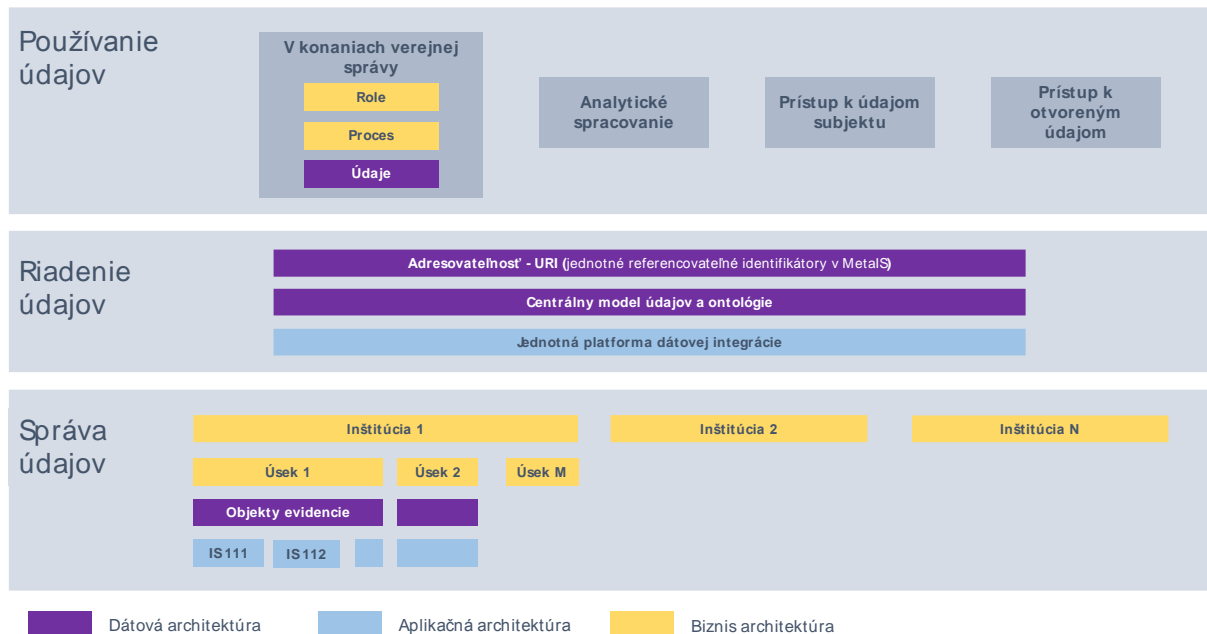 Používanie
údajov
V konaniach verejnej
správy
Role
Proces
Údaje
Analytické
spracovanie
Prístup k údajom
subjektu
Prístup k
otvoreným
údajom
Riadenie
údajov
Adresovateľnosť - URI (jednotné referencovateľné identifikátory v MetaIS)
Centrálny model údajov a ontológie
Jednotná platforma dátovej integrácie
Správa
údajov
Inštitúcia 1
Inštitúcia 2
Inštitúcia N
Úsek 1
Úsek 2
Úsek M
Objekty evidencie
IS111
IS112
Dátová architektúra
Aplikačná architektúra
Biznis architektúra